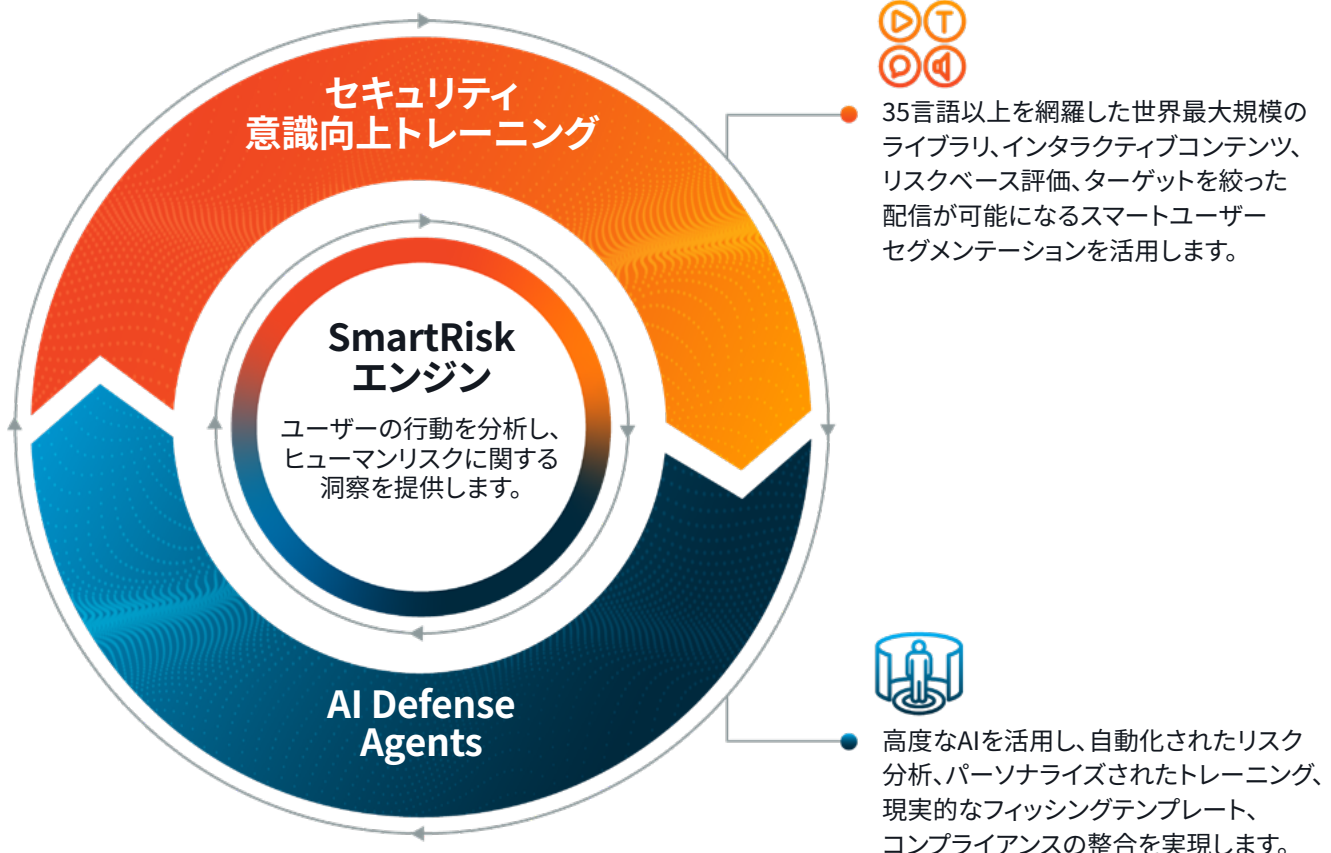 セキュリティ
意識向上トレーニング
35言語以上を網羅した世界最大規模の
ライブラリ、インタラクティブコンテンツ、
リスクベース評価、ターゲットを絞った
配信が可能になるスマートユーザー
セグメンテーションを活用します。
SmartRisk
エンジン
ユーザーの行動を分析し、
ヒューマンリスクに関する
洞察を提供します。
AI Defense
Agents
高度なAIを活用し、自動化されたリスク
分析、パーソナライズされたトレーニング、
現実的なフィッシングテンプレート、
コンプライアンスの整合を実現します。